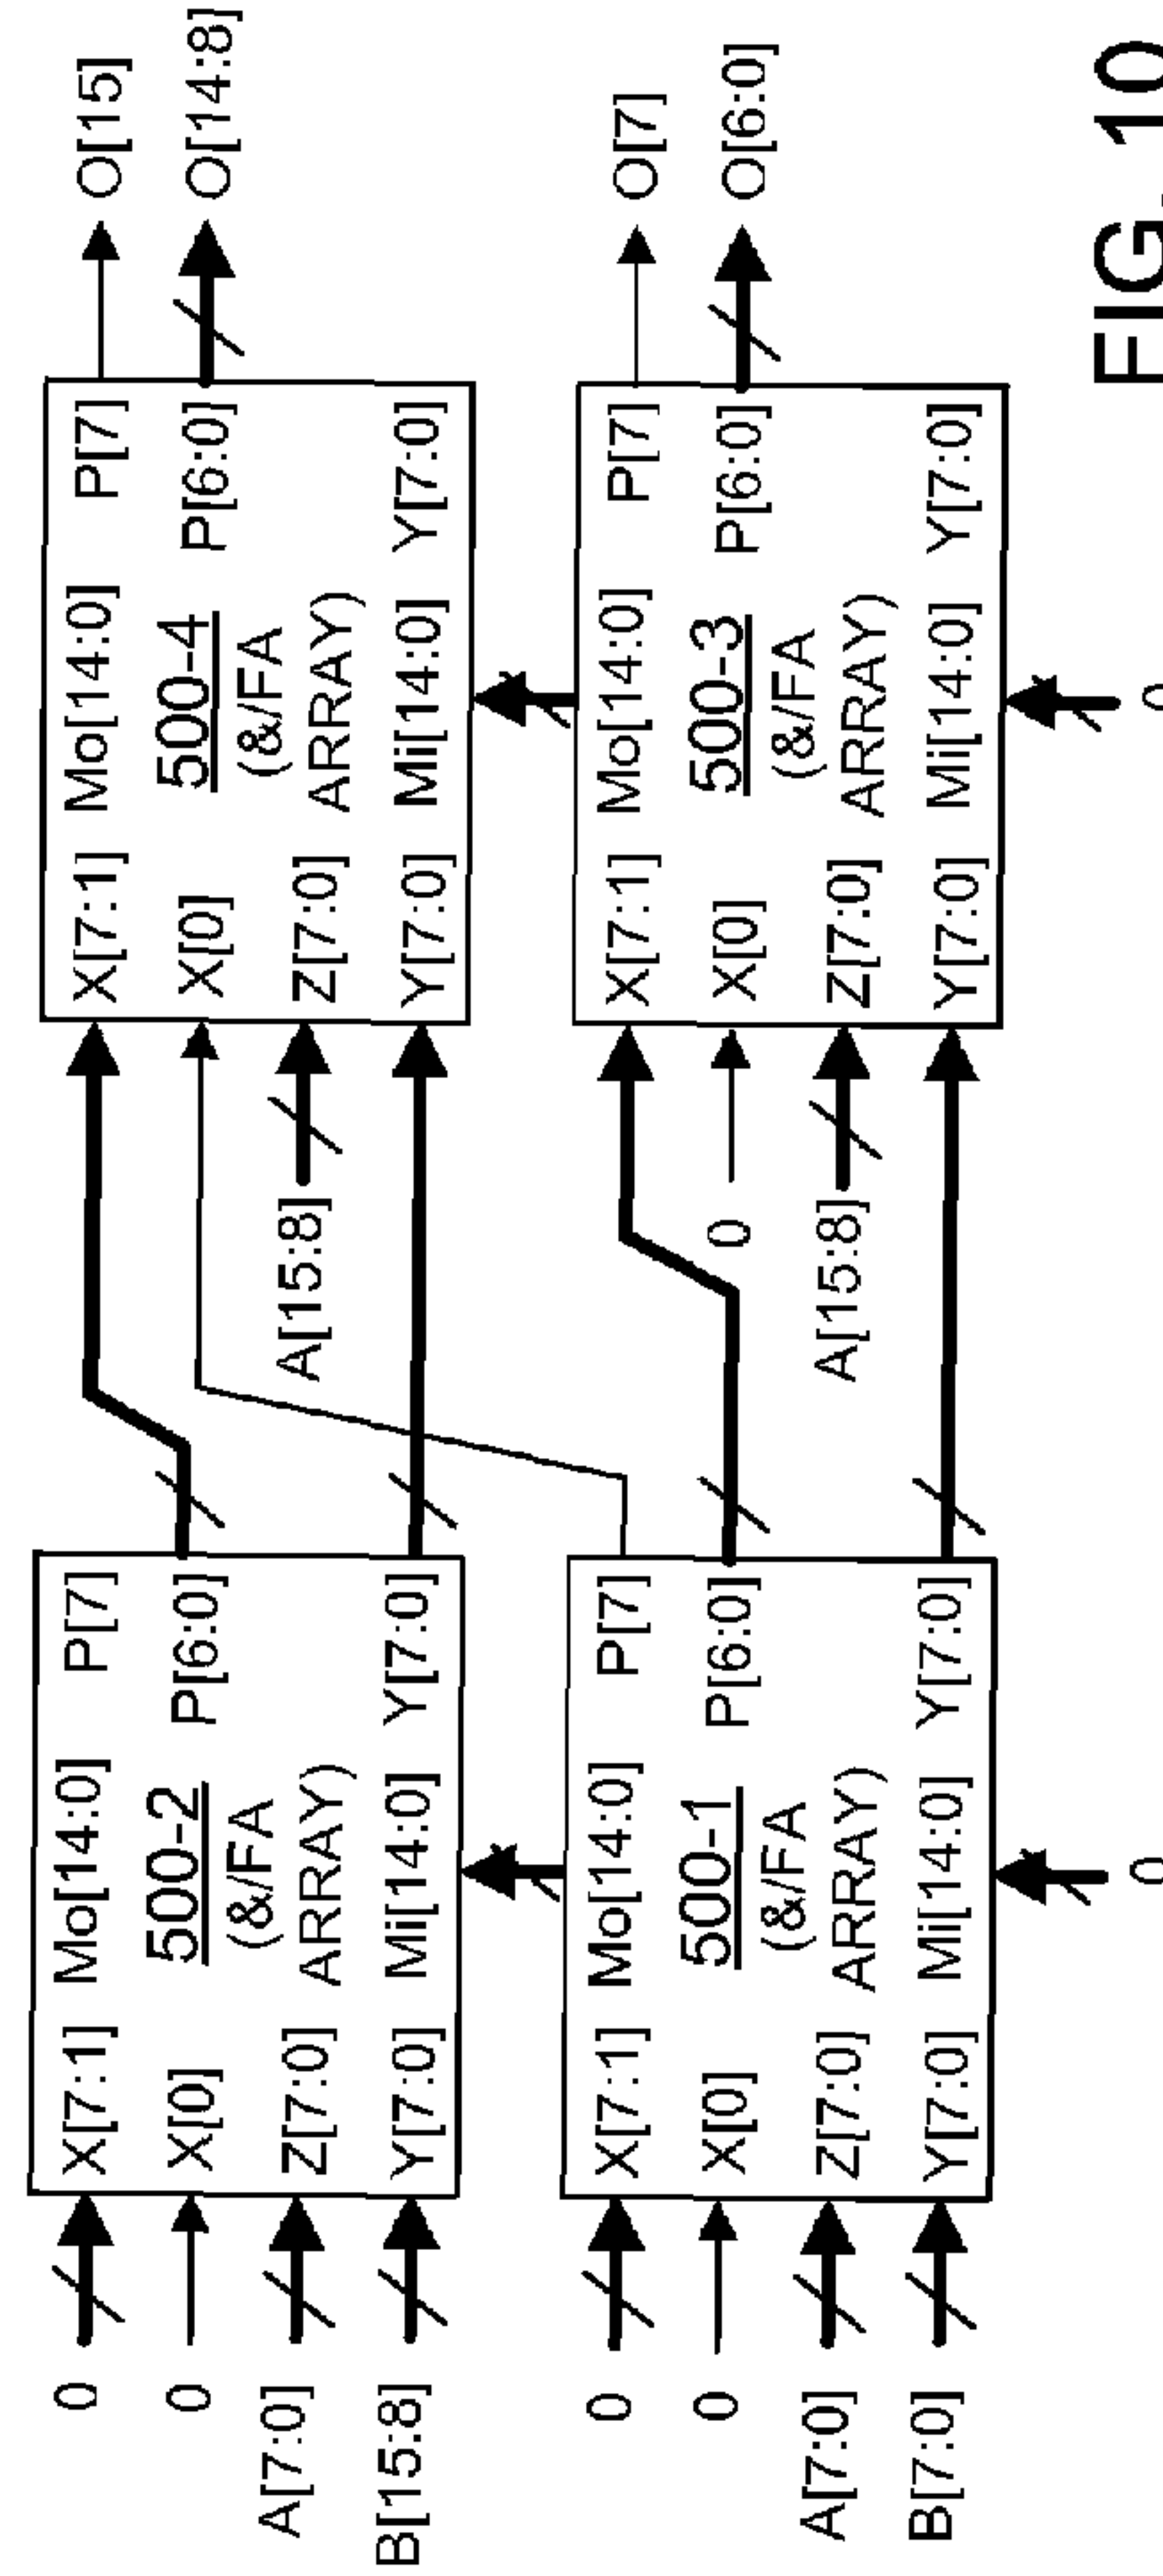 0
0
A[7:0]
B[15:8]
X[7:1]
X[0]
Z[7:0]
Y[7:0]
Mo[14:0]
500-2
(&/FA
ARRAY)
Mi[14:0]
P[7]
P[6:0]
Y[7:0]
A[15:8]
X[7:1]
X[0]
Z[7:0]
Y[7:0]
Mo[14:0]
500-4
(&/FA
ARRAY)
Mi[14:0]
P[7]
P[6:0]
Y[7:0]
O[15]
O[14:8]
0
0
A[7:0]
B[7:0]
X[7:1]
X[0]
Z[7:0]
Y[7:0]
Mo[14:0]
500-1
(&/FA
ARRAY)
Mi[14:0]
P[7]
P[6:0]
Y[7:0]
0
0
A[15:8]
X[7:1]
X[0]
Z[7:0]
Y[7:0]
Mo[14:0]
500-3
(&/FA
ARRAY)
Mi[14:0]
P[7]
P[6:0]
Y[7:0]
0
O[7]
O[6:0]
FIG. 10